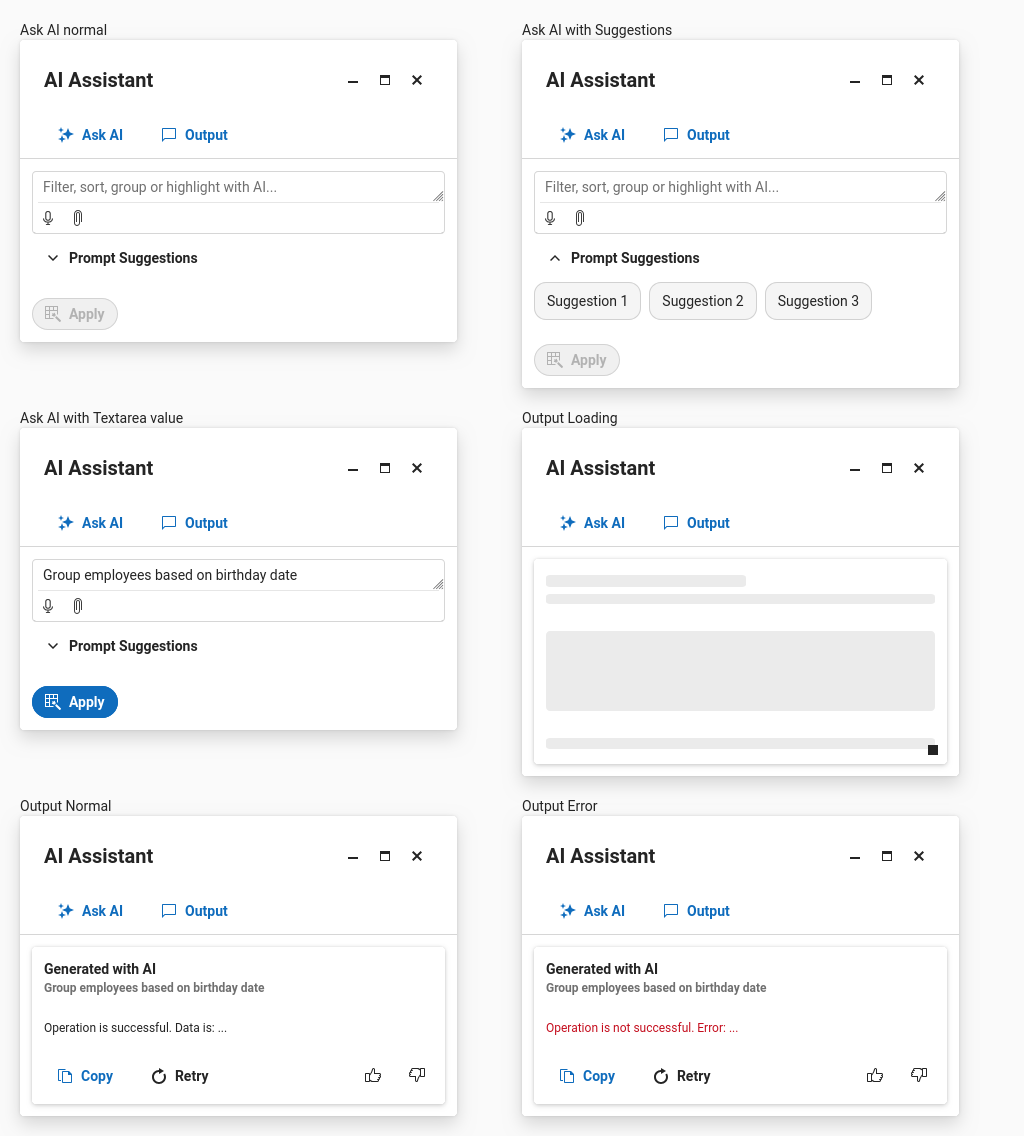 Ask AI normal
AI Assistant
Ask AI Output
Filter, sort, group or highlight with AI...
Prompt Suggestions
Apply
Ask AI with Suggestions
AI Assistant
Ask AI Output
Filter, sort, group or highlight with AI...
Prompt Suggestions
Suggestion 1 Suggestion 2 Suggestion 3
Apply
Ask AI with Textarea value
AI Assistant
Ask AI Output
Group employees based on birthday date
Prompt Suggestions
Apply
Output Loading
AI Assistant
Ask AI Output
Output Normal
AI Assistant
Ask AI Output
Generated with AI
Group employees based on birthday date
Operation is successful. Data is: ...
Copy Retry
Output Error
AI Assistant
Ask AI Output
Generated with AI
Group employees based on birthday date
Operation is not successful. Error: ...
Copy Retry